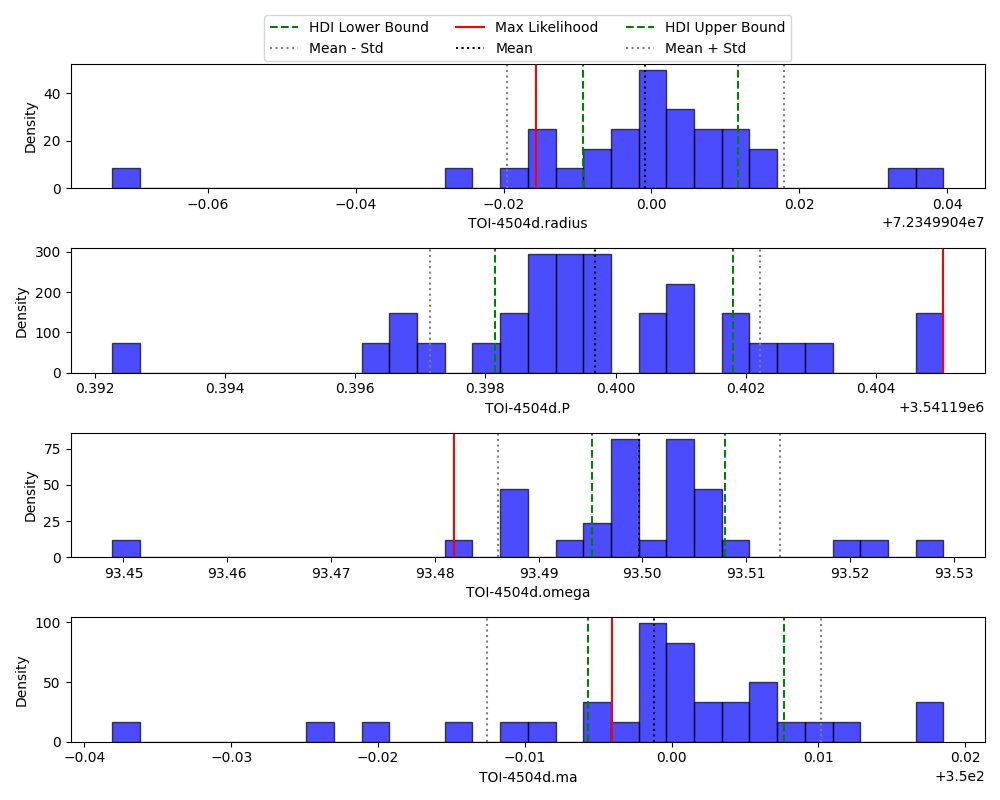 HDI Lower Bound Max Likelihood HDI Upper Bound
Mean - Std Mean Mean + Std
Density
40
20
0
−0.06 −0.04 −0.02 0.00 0.02 0.04
TOI-4504d.radius +7.2349904e7
Density
300
200
100
0
0.392 0.394 0.396 0.398 0.400 0.402 0.404
TOI-4504d.P +3.54119e6
Density
75
50
25
0
93.45 93.46 93.47 93.48 93.49 93.50 93.51 93.52 93.53
TOI-4504d.omega
Density
100
50
0
−0.04 −0.03 −0.02 −0.01 0.00 0.01 0.02
TOI-4504d.ma +3.5e2